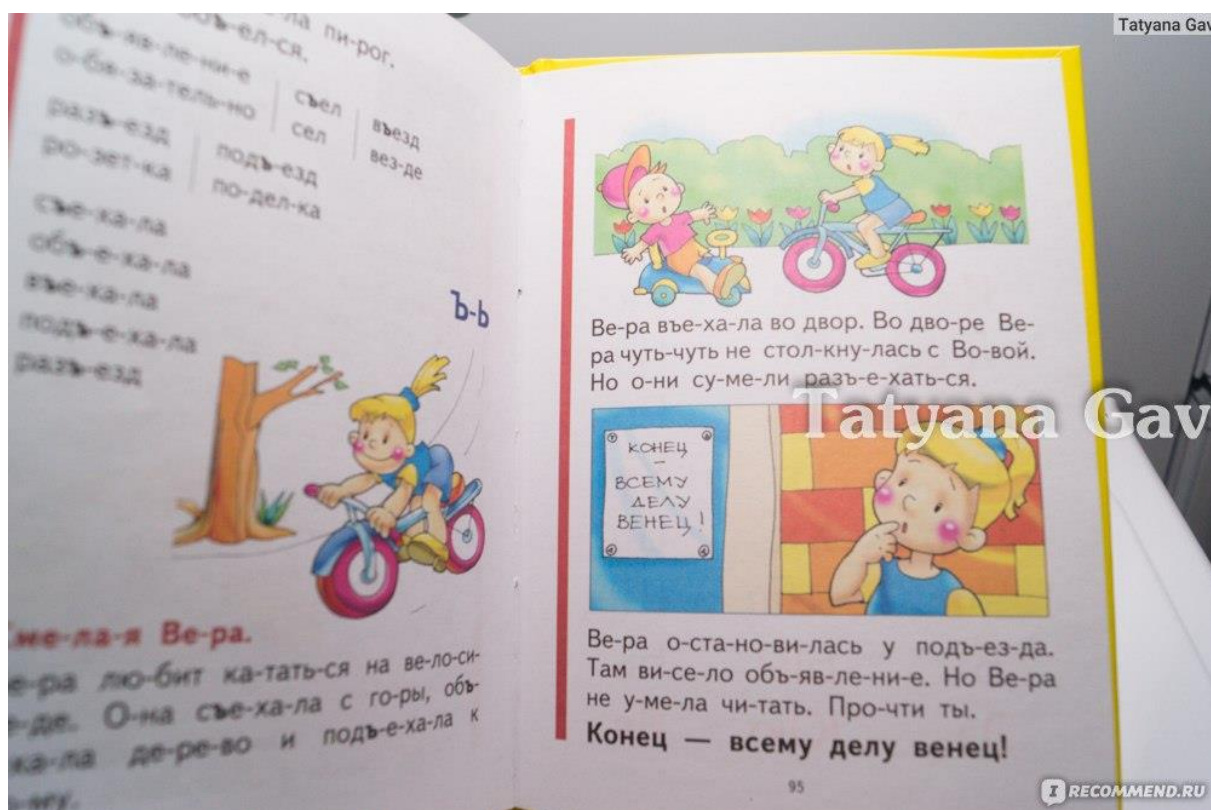 Tatyana Gav
ла пи-рог.
объ-ел-ся.
объ-яв-ле-ни-е
о-бя-за-тель-но
съел
сел
въезд
вез-де
разъ-езд
ро-зет-ка
подъ-езд
по-дел-ка
съе-ха-ла
объ-е-ха-ла
въе-ха-ла
подъ-е-ха-ла
разъ-езд
Ъ-Ь
ме-ла-я Ве-ра.
е-ра лю-бит ка-тать-ся на ве-ло-си-
е-де. О-на съе-ха-ла с го-ры, объ-
ха-ла де-ре-во и подъ-е-ха-ла к
Ве-ра въе-ха-ла во двор. Во дво-ре Ве-
ра чуть-чуть не стол-кну-лась с Во-вой.
Но о-ни су-ме-ли разъ-е-хать-ся.
Tatyana Gav
КОНЕЦ
-
ВСЕМУ
ДЕЛУ
ВЕНЕЦ!
Ве-ра о-ста-но-ви-лась у подъ-ез-да.
Там ви-се-ло объ-яв-ле-ни-е. Но Ве-ра
не у-ме-ла чи-тать. Про-чти ты.
Конец — всему делу венец!
95
I RECOMMEND.RU